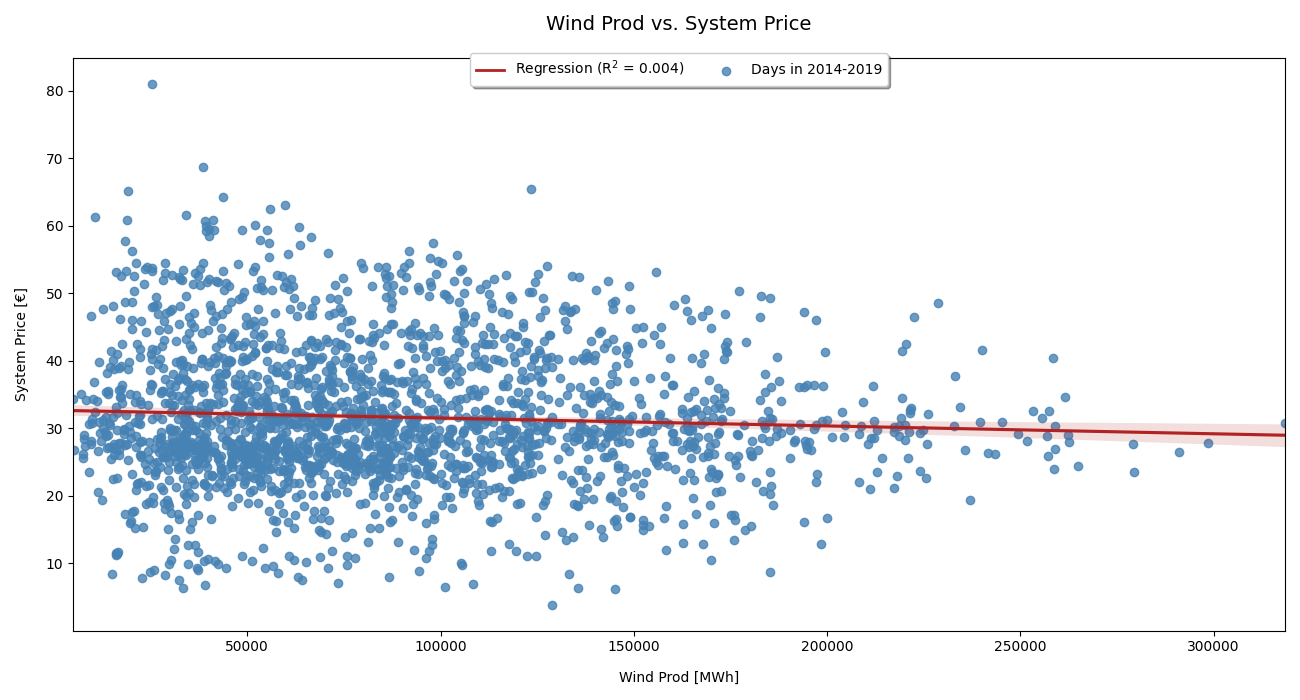 Wind Prod vs. System Price
Regression (R² = 0.004) Days in 2014-2019
80
70
60
50
40
30
20
10
System Price [€]
50000 100000 150000 200000 250000 300000
Wind Prod [MWh]